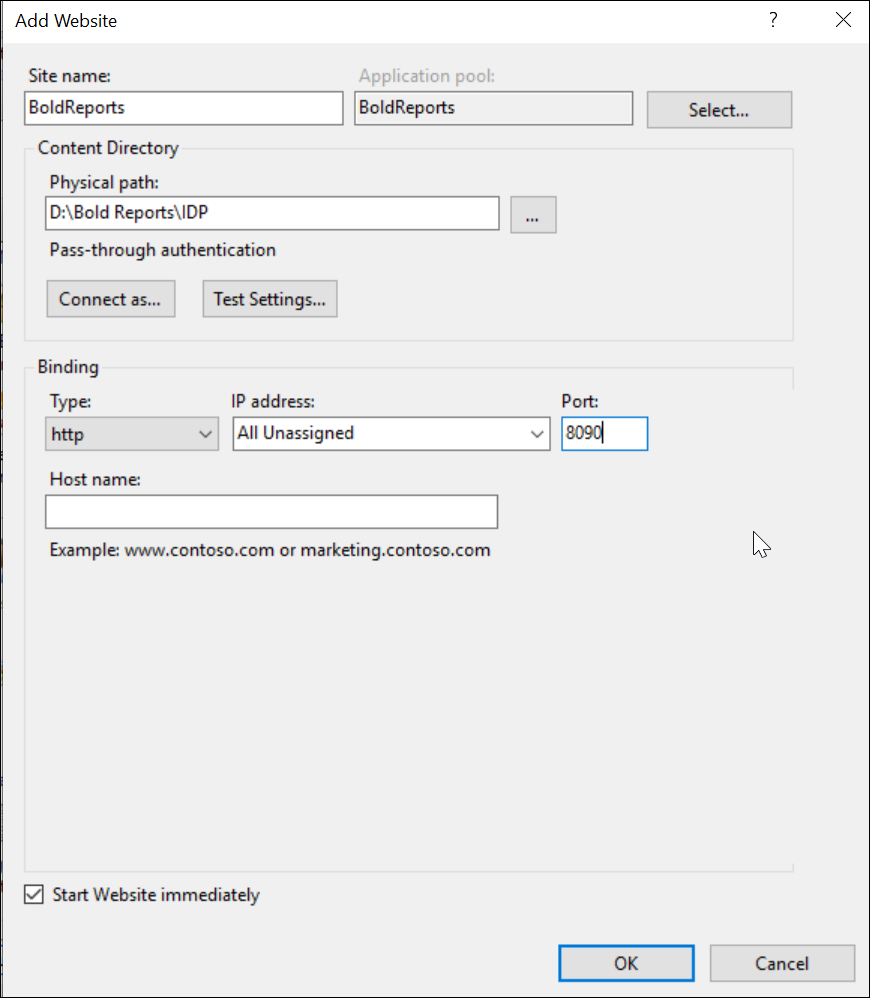 Add Website
?
Site name:
Application pool:
BoldReports
BoldReports
Select...
Content Directory
Physical path:
D:\Bold Reports\IDP
...
Pass-through authentication
Connect as...
Test Settings...
Binding
Type:
IP address:
Port:
http
All Unassigned
8090
Host name:
Example: www.contoso.com or marketing.contoso.com
Start Website immediately
OK
Cancel